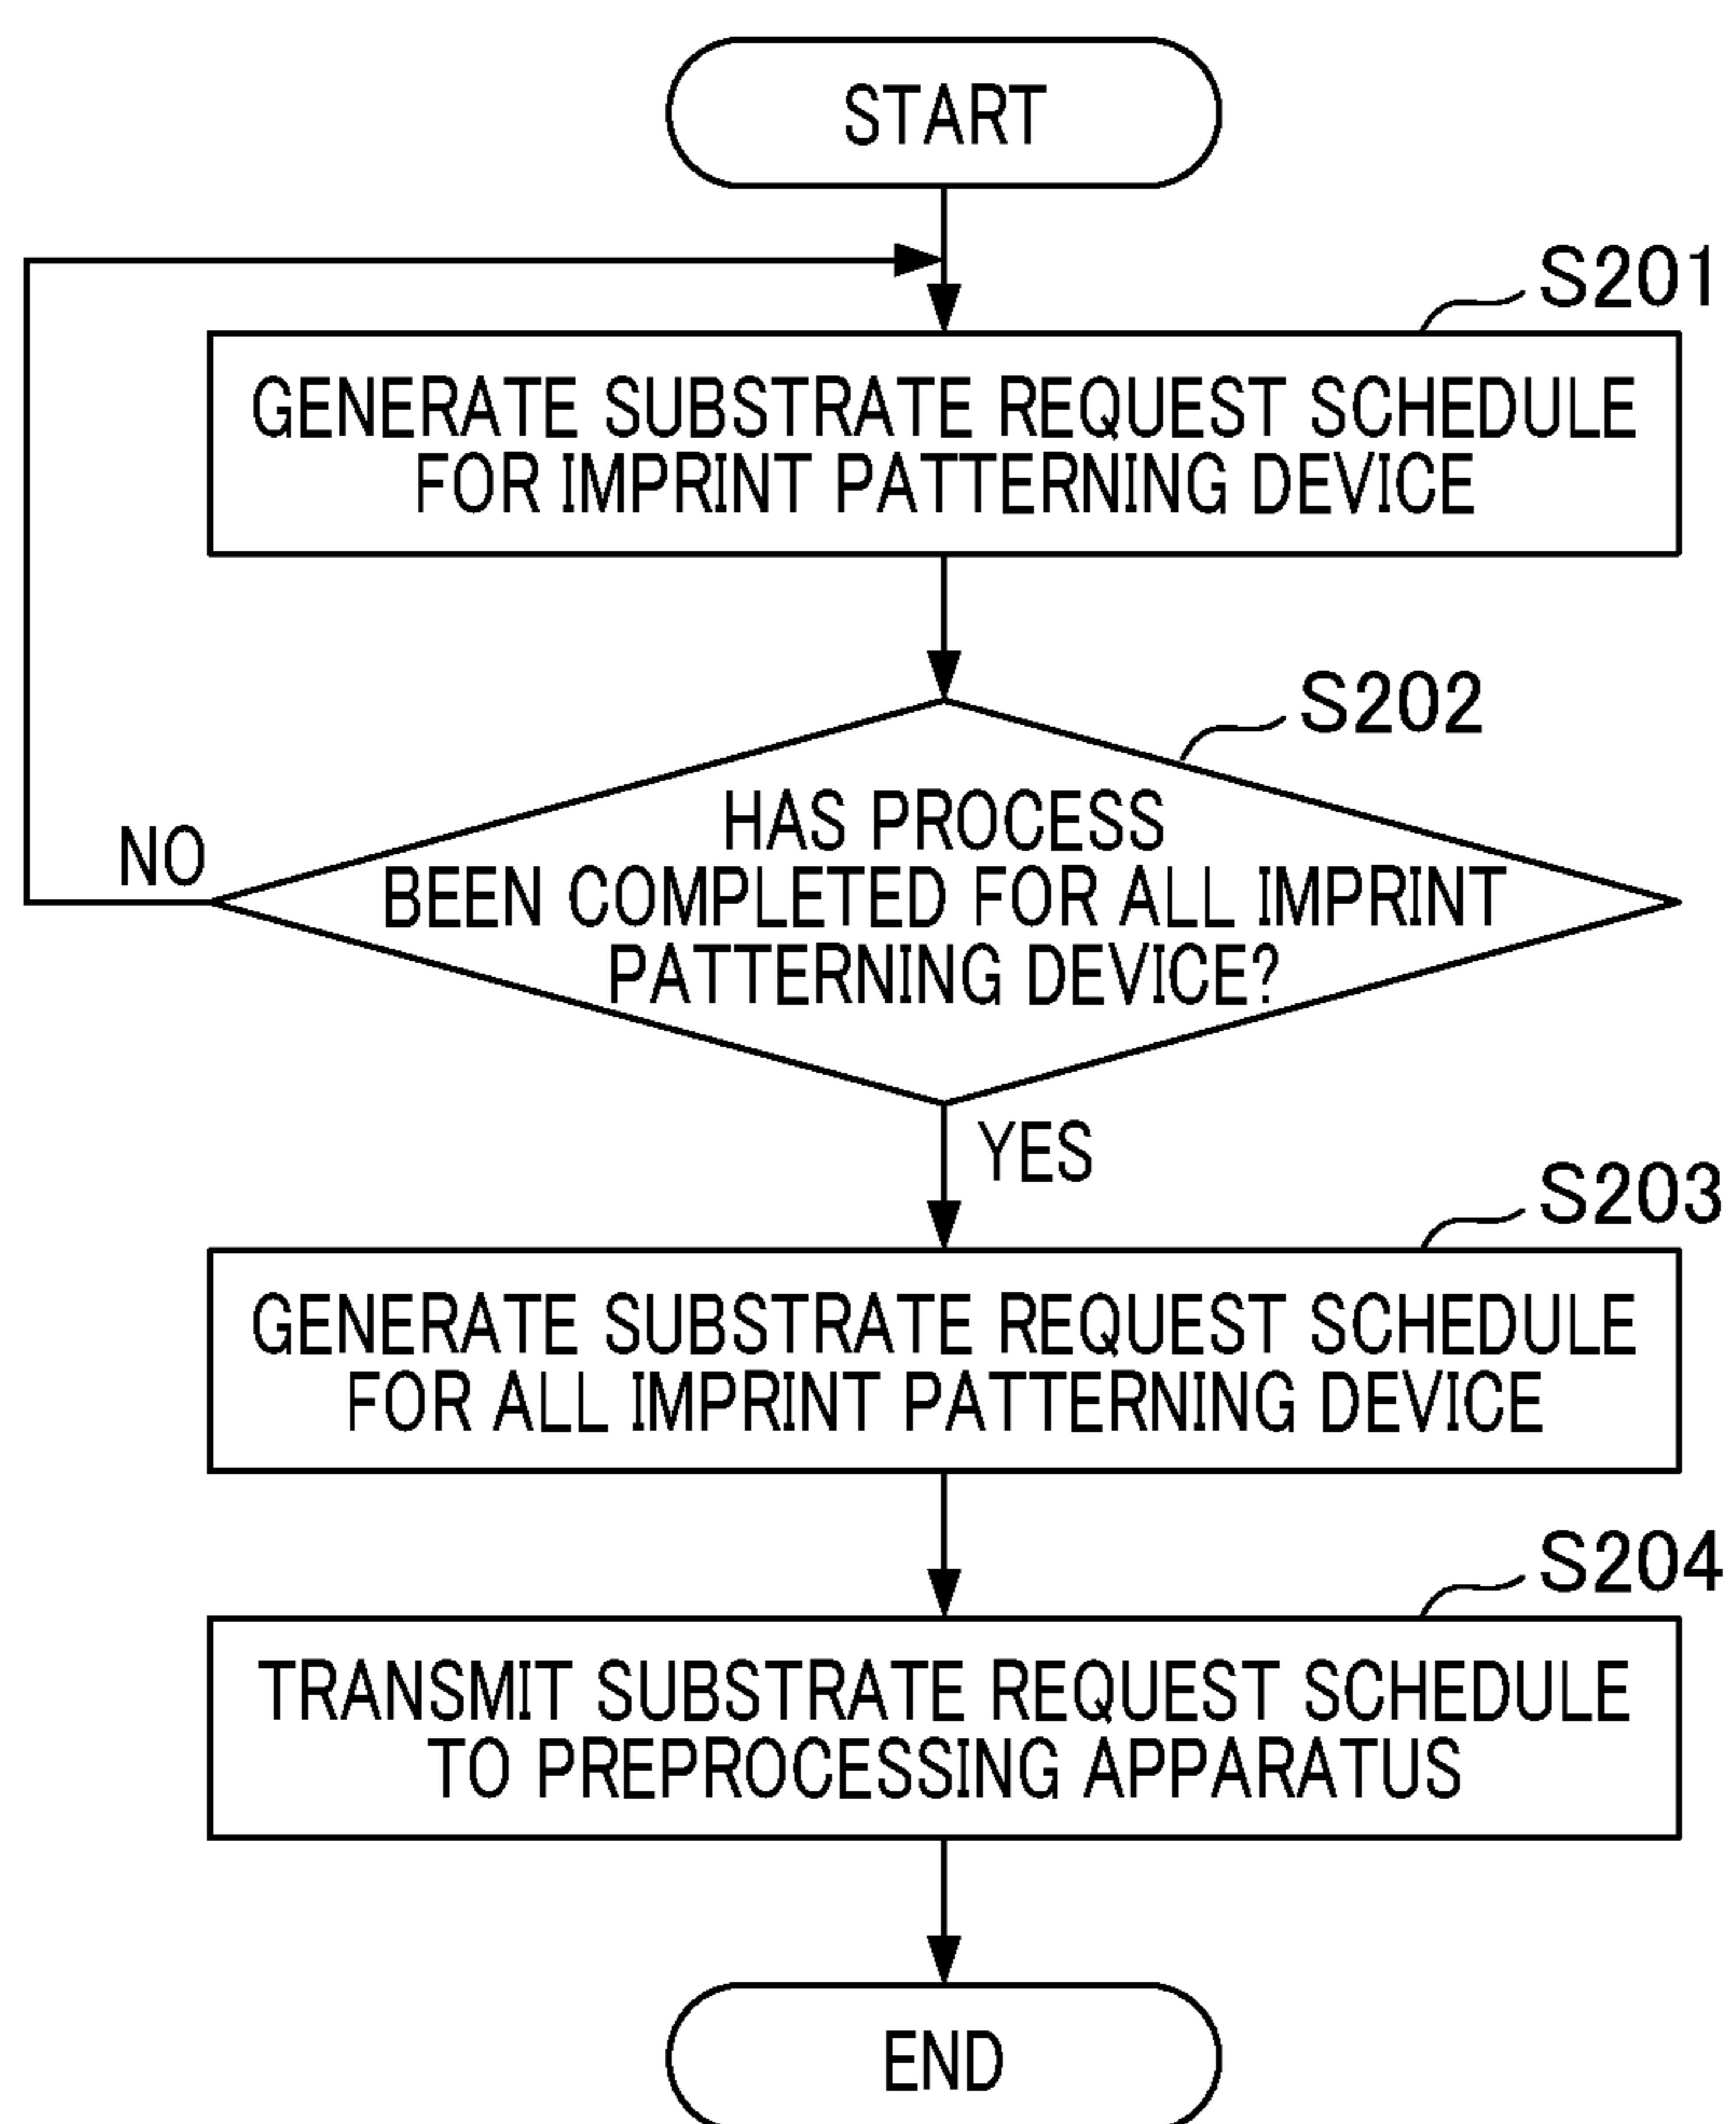 START
S201
GENERATE SUBSTRATE REQUEST SCHEDULE
FOR IMPRINT PATTERNING DEVICE
S202
HAS PROCESS
NO
BEEN COMPLETED FOR ALL IMPRINT
PATTERNING DEVICE?
YES
S203
GENERATE SUBSTRATE REQUEST SCHEDULE
FOR ALL IMPRINT PATTERNING DEVICE
S204
TRANSMIT SUBSTRATE REQUEST SCHEDULE
TO PREPROCESSING APPARATUS
END